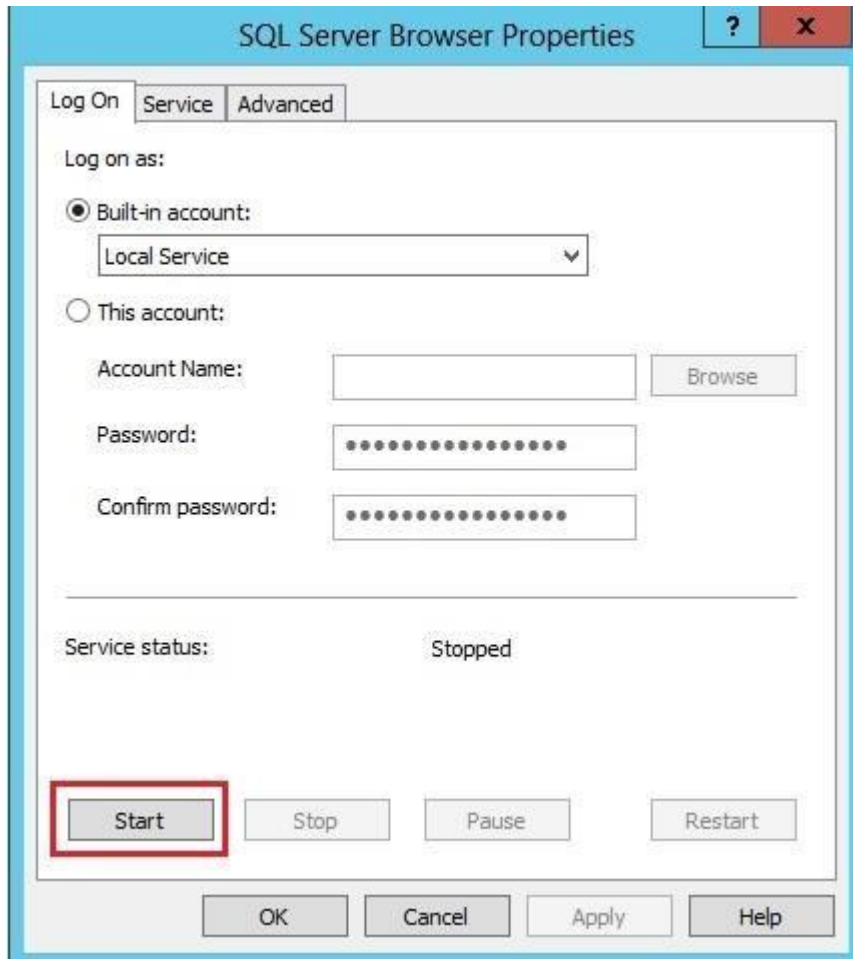 SQL Server Browser Properties
?
x
Log On Service Advanced
Log on as:
Built-in account:
Local Service
This account:
Account Name:
Browse
Password:
••••••••••••••••
Confirm password:
••••••••••••••••
Service status: Stopped
Start Stop Pause Restart
OK Cancel Apply Help